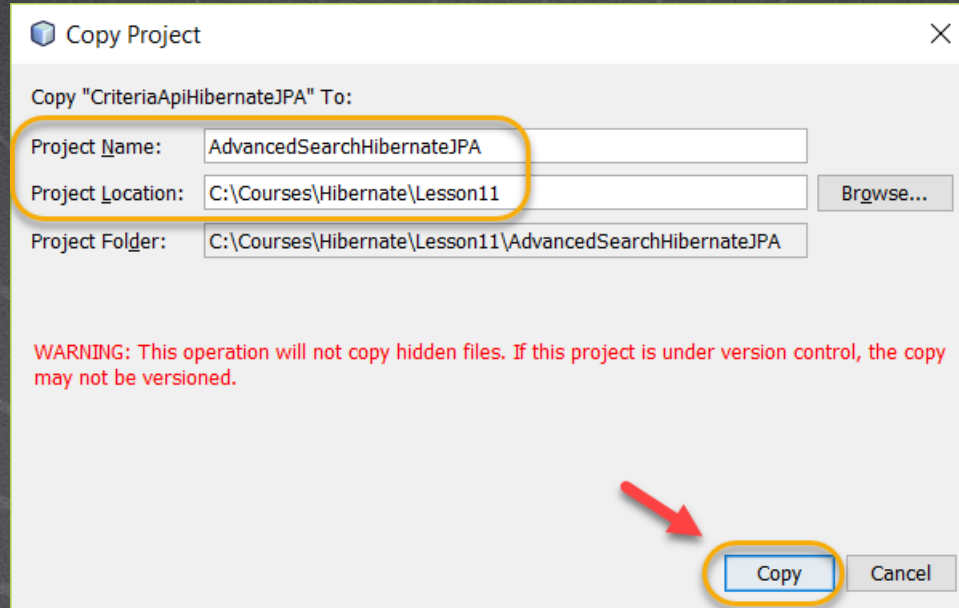 Copy Project
Copy "CriteriaApiHibernateJPA" To:
Project Name: AdvancedSearchHibernateJPA
Project Location: C:\Courses\Hibernate\Lesson11 Browse...
Project Folder: C:\Courses\Hibernate\Lesson11\AdvancedSearchHibernateJPA
WARNING: This operation will not copy hidden files. If this project is under version control, the copy
may not be versioned.
Copy Cancel